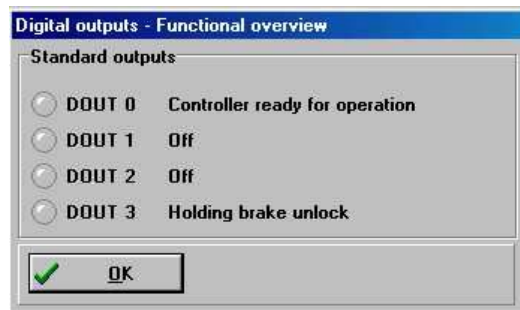 Digital outputs - Functional overview
Standard outputs
DOUT 0 Controller ready for operation
DOUT 1 Off
DOUT 2 Off
DOUT 3 Holding brake unlock
OK